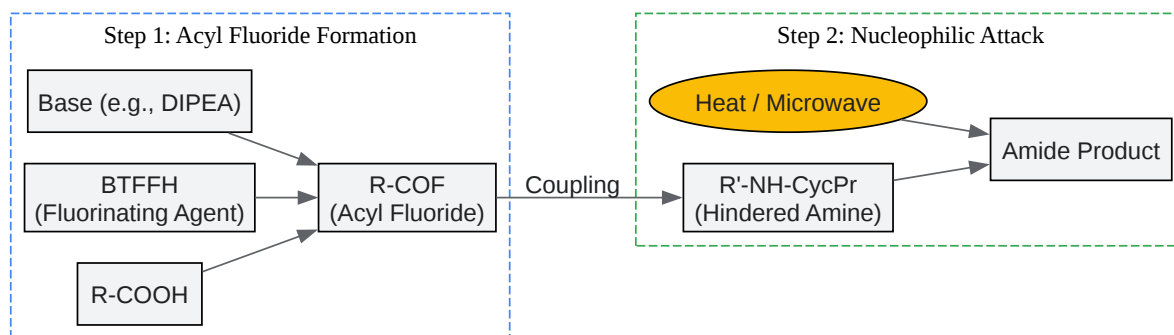 Step 1: Acyl Fluoride Formation
Base (e.g., DIPEA)
BTFFH
(Fluorinating Agent)
R-COOH
R-COF
(Acyl Fluoride)
Coupling
Step 2: Nucleophilic Attack
Heat / Microwave
R'-NH-CycPr
(Hindered Amine)
Amide Product